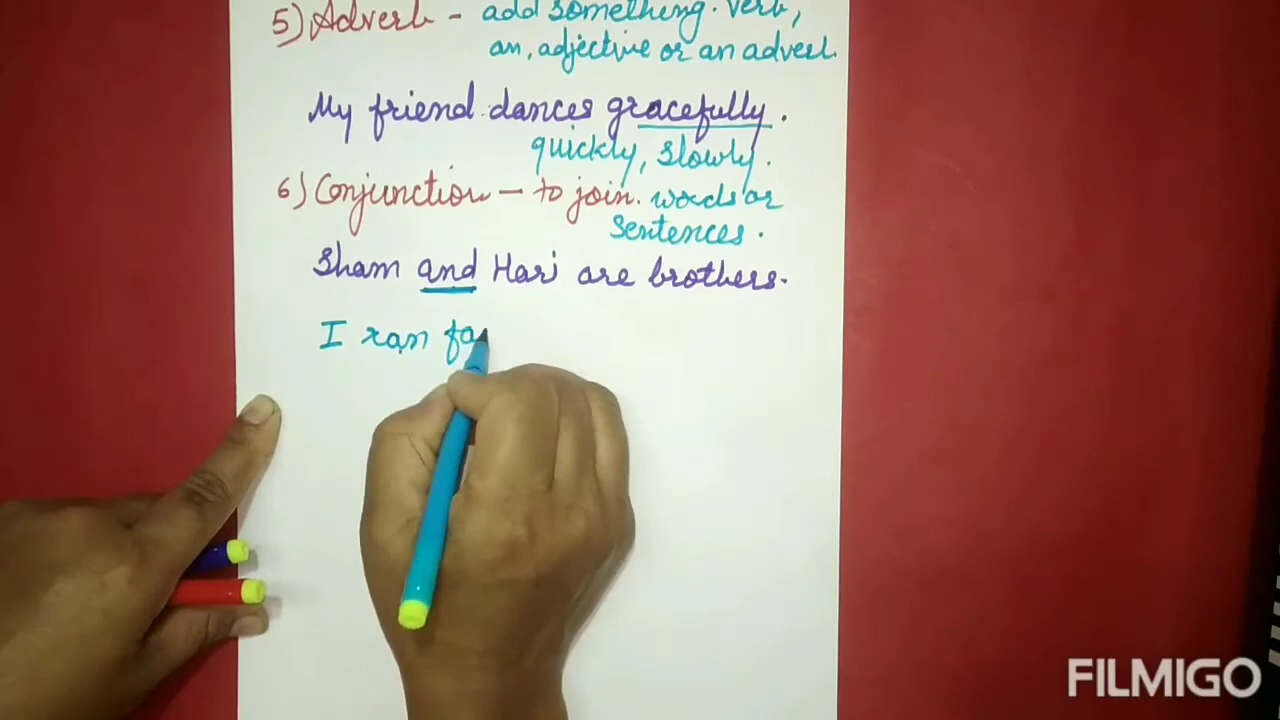 5) Adverb - add something. verb,
an, adjective or an adverb.
My friend dances gracefully.
quickly, slowly.
6) Conjunction - to join. words or
sentences.
Sham and Hari are brothers.
I ran fa
FILMIGO